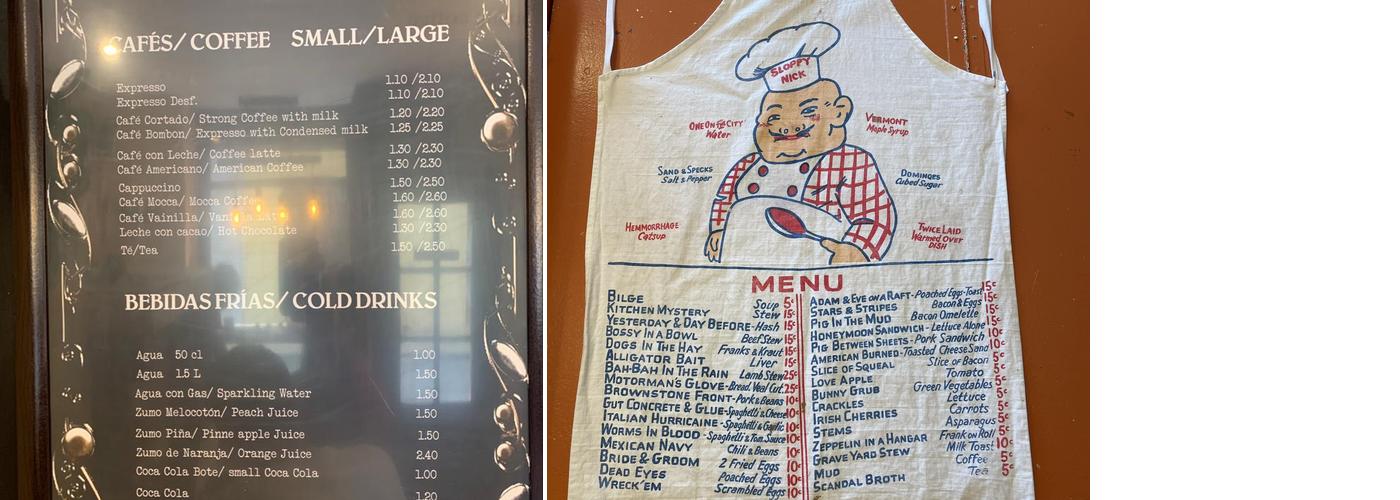 CAFÉS/ COFFEE SMALL/LARGE
Expresso 1.10 /2.10
Expresso Desf. 1.10 /2.10
Café Cortado/ Strong Coffee with milk 1.20 /2.20
Café Bombon/ Expresso with Condensed milk 1.25 /2.25
Café con Leche/ Coffee latte 1.30 /2.30
Café Americano/ American Coffee 1.30 /2.30
Cappuccino 1.50 /2.50
Café Mocca/ Mocca Coffee 1.60 /2.60
Café Vainilla/ Vanilla Latte 1.60 /2.60
Leche con cacao/ Hot Chocolate 1.30 /2.30
Té/Tea 1.50 /2.50
BEBIDAS FRÍAS/ COLD DRINKS
Agua 50 cl 1.00
Agua 1.5 L 1.50
Agua con Gas/ Sparkling Water 1.50
Zumo Melocotón/ Peach Juice 1.50
Zumo Piña/ Pinne apple Juice 1.50
Zumo de Naranja/ Orange Juice 2.40
Coca Cola Bote/ small Coca Cola 1.00
Coca Cola 1.20
SLOPPY
NICK
ONE ON THE CITY
Water
VERMONT
Maple Syrup
SAND & SPECKS
Salt & Pepper
DOMINOES
Cubed Sugar
HEMMORRHAGE
Catsup
TWICE LAID
Warmed Over
DISH
MENU
BILGE Soup 5¢
KITCHEN MYSTERY Stew 15¢
YESTERDAY & DAY BEFORE-Hash 15¢
BOSSY IN A BOWL Beef Stew 15¢
DOGS IN THE HAY Franks & Kraut 15¢
ALLIGATOR BAIT Liver 15¢
BAH-BAH IN THE RAIN Lamb Stew 25¢
MOTORMAN'S GLOVE-Bread. Veal Cut. 25¢
BROWNSTONE FRONT-Pork & Beans 10¢
GUT CONCRETE & GLUE-Spaghetti & Cheese 10¢
ITALIAN HURRICAINE-Spaghetti & Garlic 10¢
WORMS IN BLOOD-Spaghetti & Tom. Sauce 10¢
MEXICAN NAVY Chili & Beans 10¢
BRIDE & GROOM 2 Fried Eggs 10¢
DEAD EYES Poached Eggs 10¢
WRECK'EM Scrambled Eggs 10¢
ADAM & EVE ON A RAFT-Poached Eggs-Toast 15¢
STARS & STRIPES Bacon & Eggs 15¢
PIG IN THE MUD Bacon Omelette 15¢
HONEYMOON SANDWICH-Lettuce Alone 15¢
PIG BETWEEN SHEETS-Pork Sandwich 15¢
AMERICAN BURNED-Toasted Cheese Sand 10¢
SLICE OF SQUEAL Slice of Bacon 5¢
LOVE APPLE Tomato 5¢
BUNNY GRUB Green Vegetables 5¢
CRACKLES Lettuce 5¢
IRISH CHERRIES Carrots 5¢
STEMS Asparagus 5¢
ZEPPELIN IN A HANGAR Frank on Roll 5¢
GRAVE YARD STEW Milk Toast 10¢
MUD Coffee 5¢
SCANDAL BROTH Tea 5¢